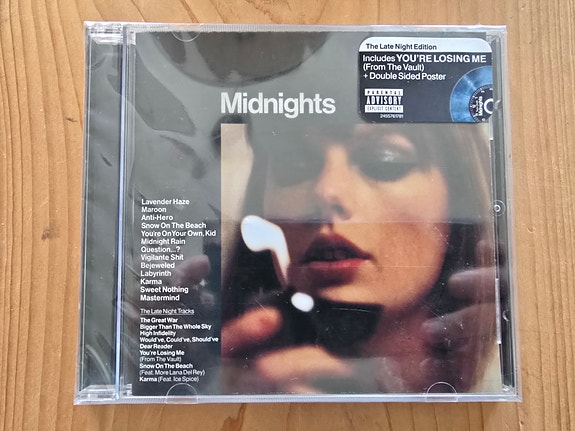 The Late Night Edition
Includes YOU'RE LOSING ME
(From The Vault)
+ Double Sided Poster
PARENTAL
ADVISORY
EXPLICIT CONTENT
Midnights
Lavender Haze
Maroon
Anti-Hero
Snow On The Beach
You're On Your Own, Kid
Midnight Rain
Question...?
Vigilante Shit
Bejeweled
Labyrinth
Karma
Sweet Nothing
Mastermind
The Late Night Tracks
The Great War
Bigger Than The Whole Sky
High Infidelity
Would've, Could've, Should've
Dear Reader
You're Losing Me
(From The Vault)
Snow On The Beach
(Feat. More Lana Del Rey)
Karma (Feat. Ice Spice)